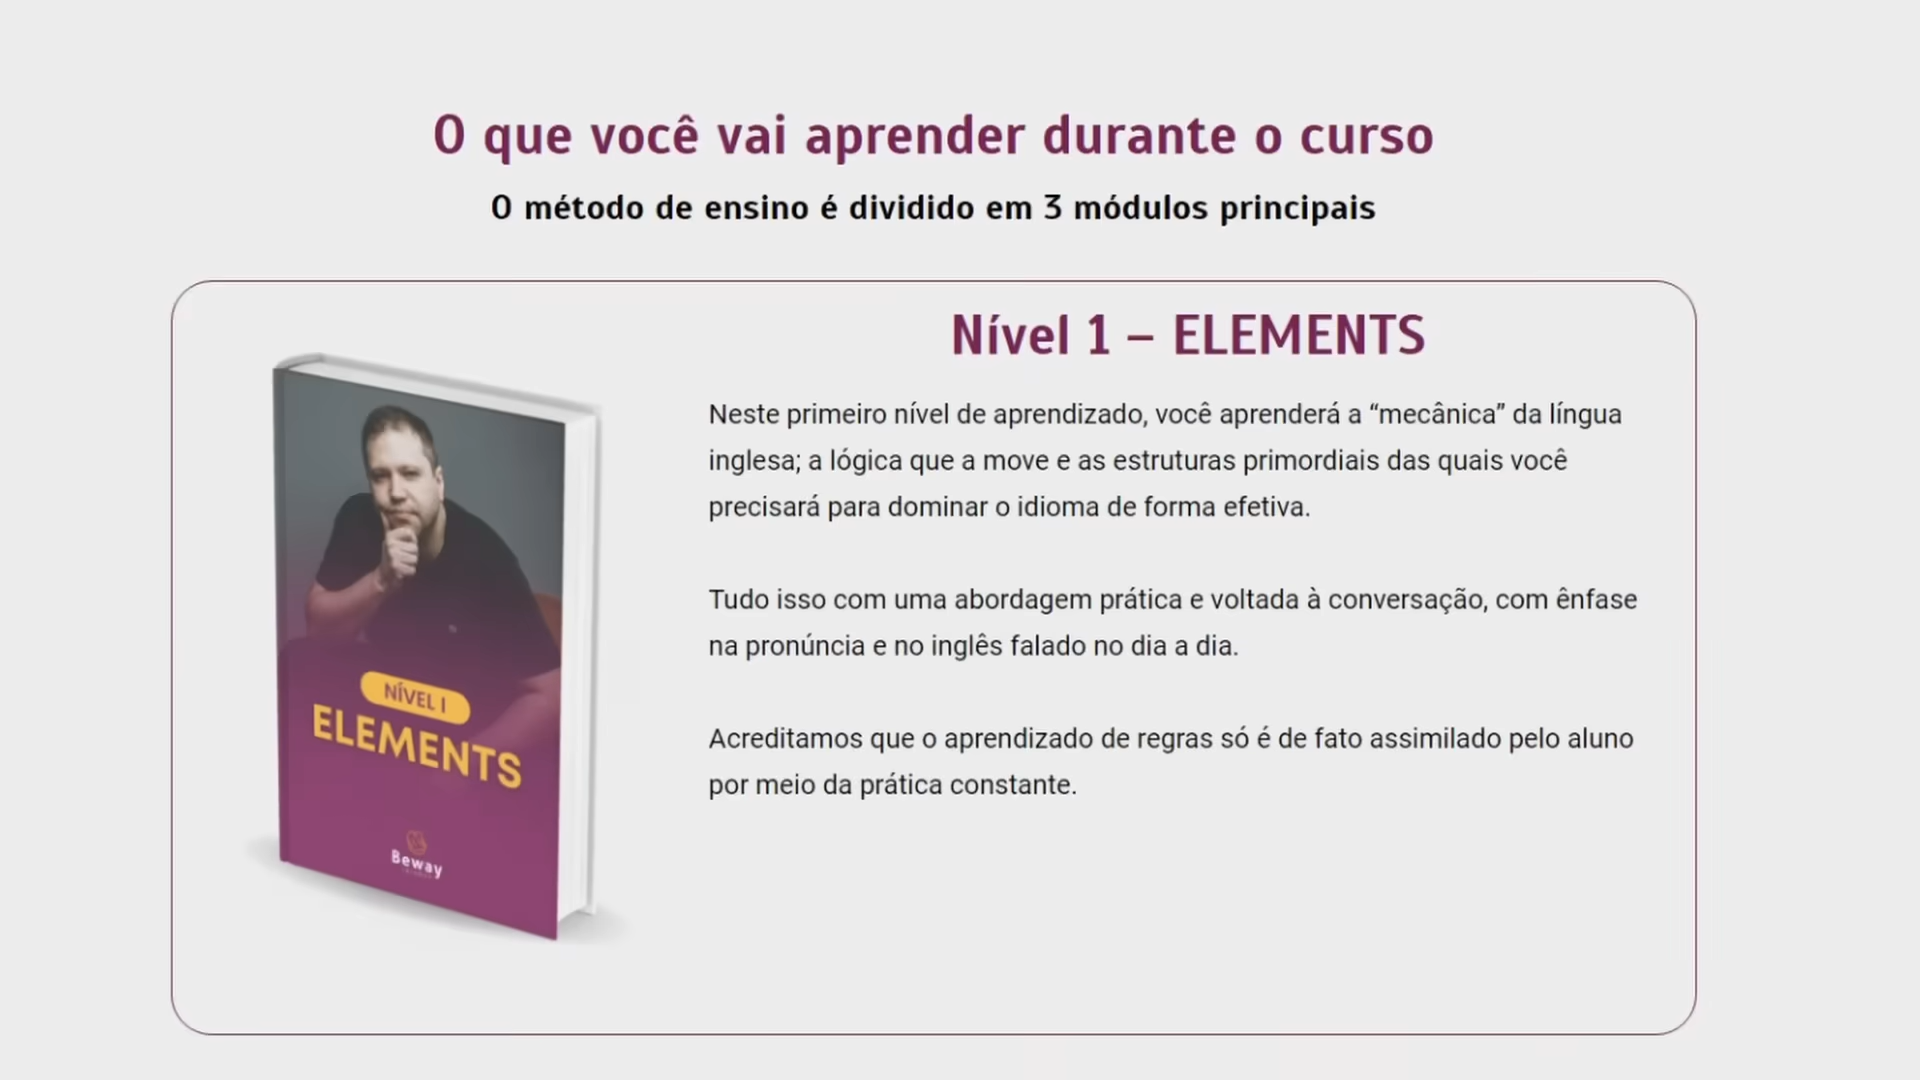 O que você vai aprender durante o curso
O método de ensino é dividido em 3 módulos principais
Nível 1 – ELEMENTS
Neste primeiro nível de aprendizado, você aprenderá a “mecânica” da língua
inglesa; a lógica que a move e as estruturas primordiais das quais você
precisará para dominar o idioma de forma efetiva.
Tudo isso com uma abordagem prática e voltada à conversação, com ênfase
na pronúncia e no inglês falado no dia a dia.
Acreditamos que o aprendizado de regras só é de fato assimilado pelo aluno
por meio da prática constante.
NÍVEL I
ELEMENTS
Beway